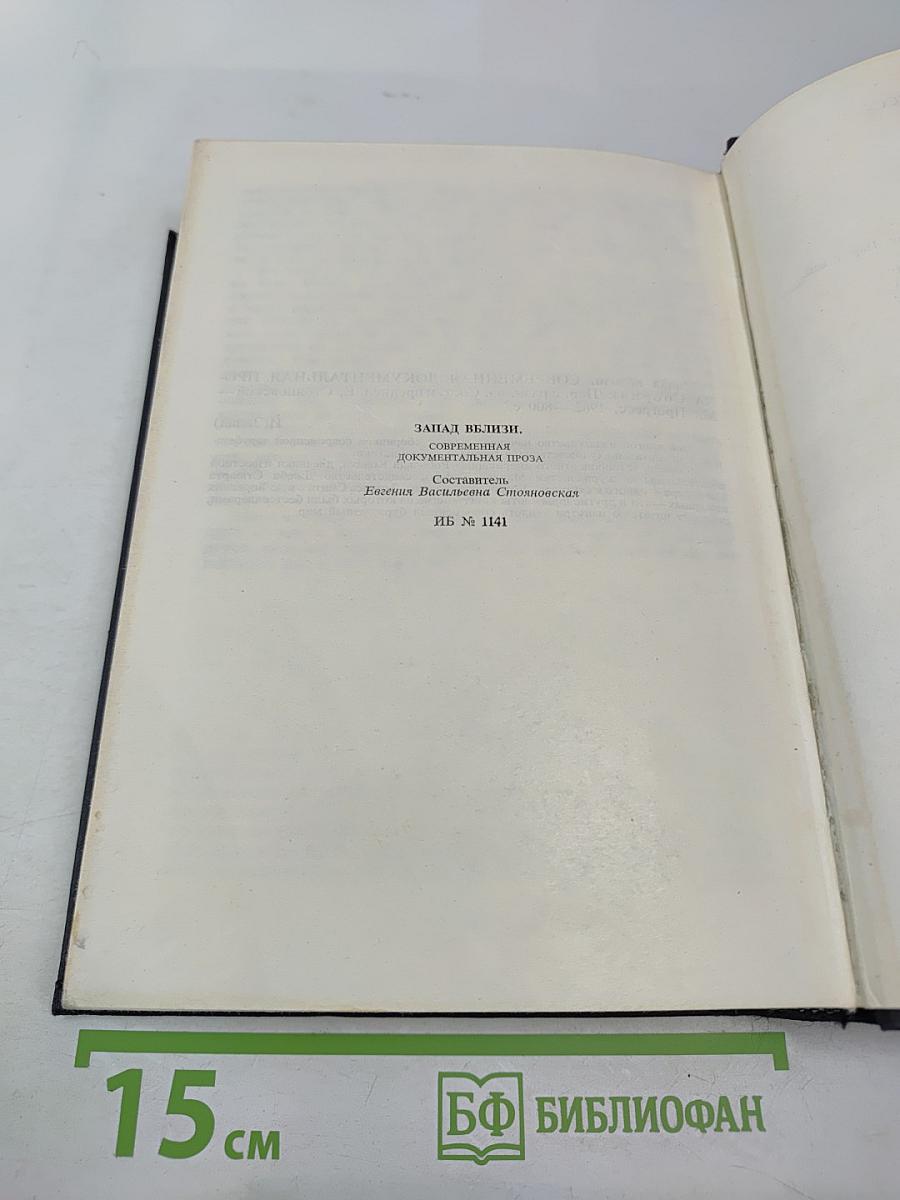 ЗАПАД ВБЛИЗИ.
СОВРЕМЕННАЯ
ДОКУМЕНТАЛЬНАЯ ПРОЗА
Составитель
Евгения Васильевна Стояновская
ИБ № 1141
15 см
БФ БИБЛИОФАН